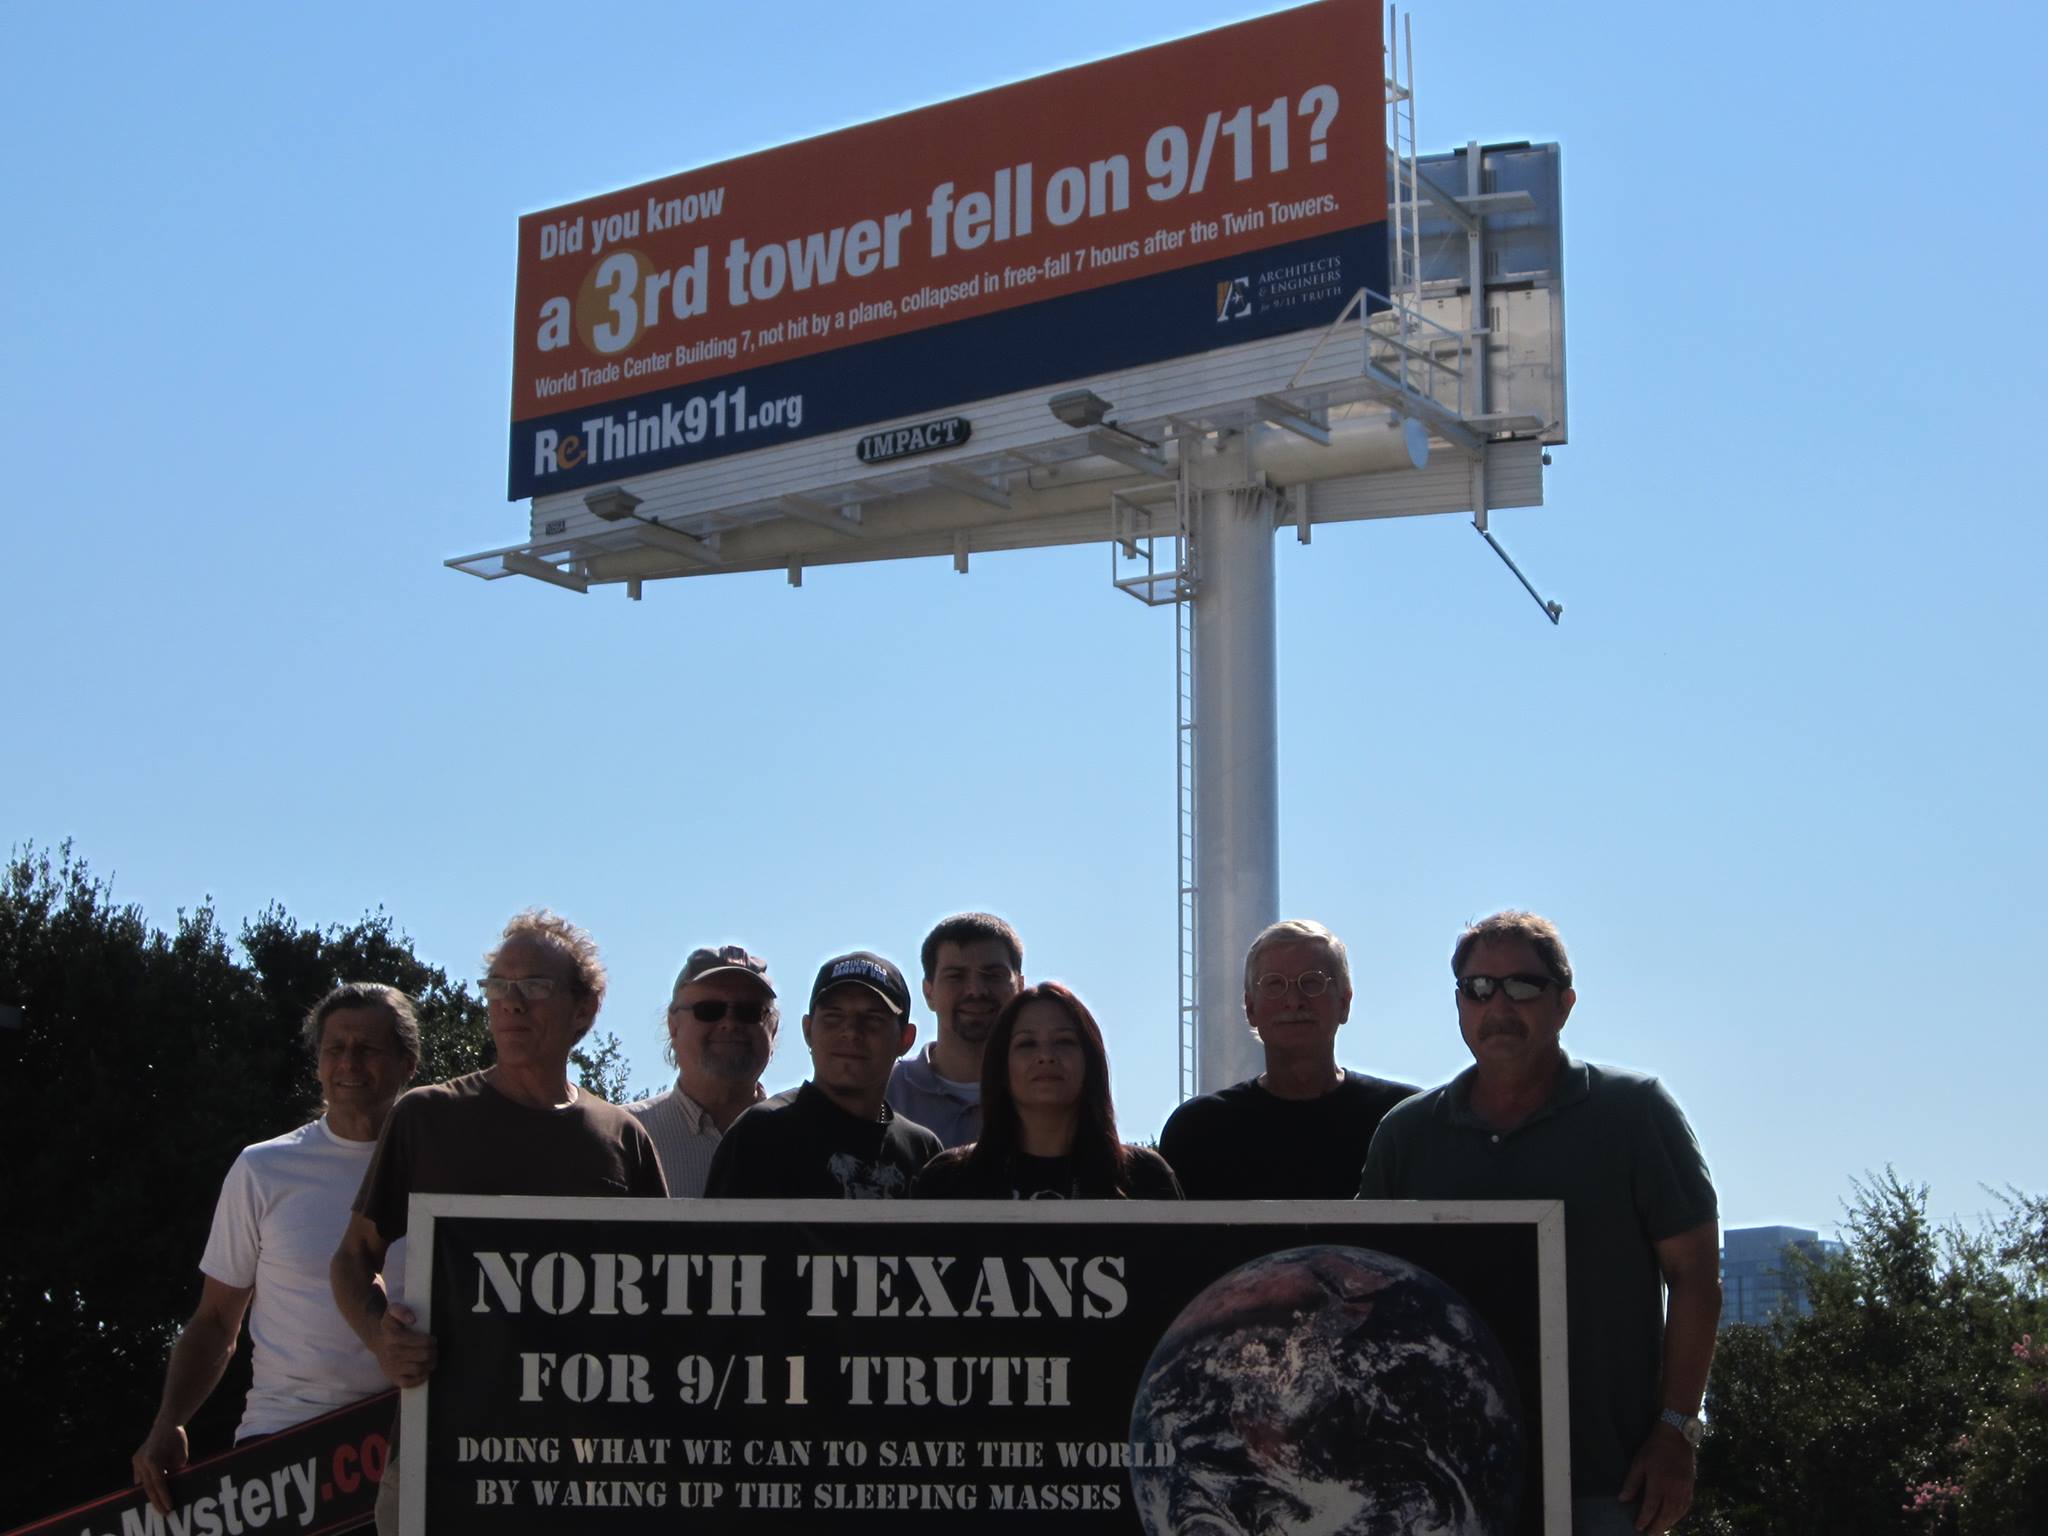 Did you know
a 3rd tower fell on 9/11?
World Trade Center Building 7, not hit by a plane, collapsed in free-fall 7 hours after the Twin Towers.
ReThink911.org
AE ARCHITECTS
& ENGINEERS
for 9/11 TRUTH
IMPACT
SPRINGFIELD
ARMORY
NORTH TEXANS
FOR 9/11 TRUTH
DOING WHAT WE CAN TO SAVE THE WORLD
BY WAKING UP THE SLEEPING MASSES
Mystery.co